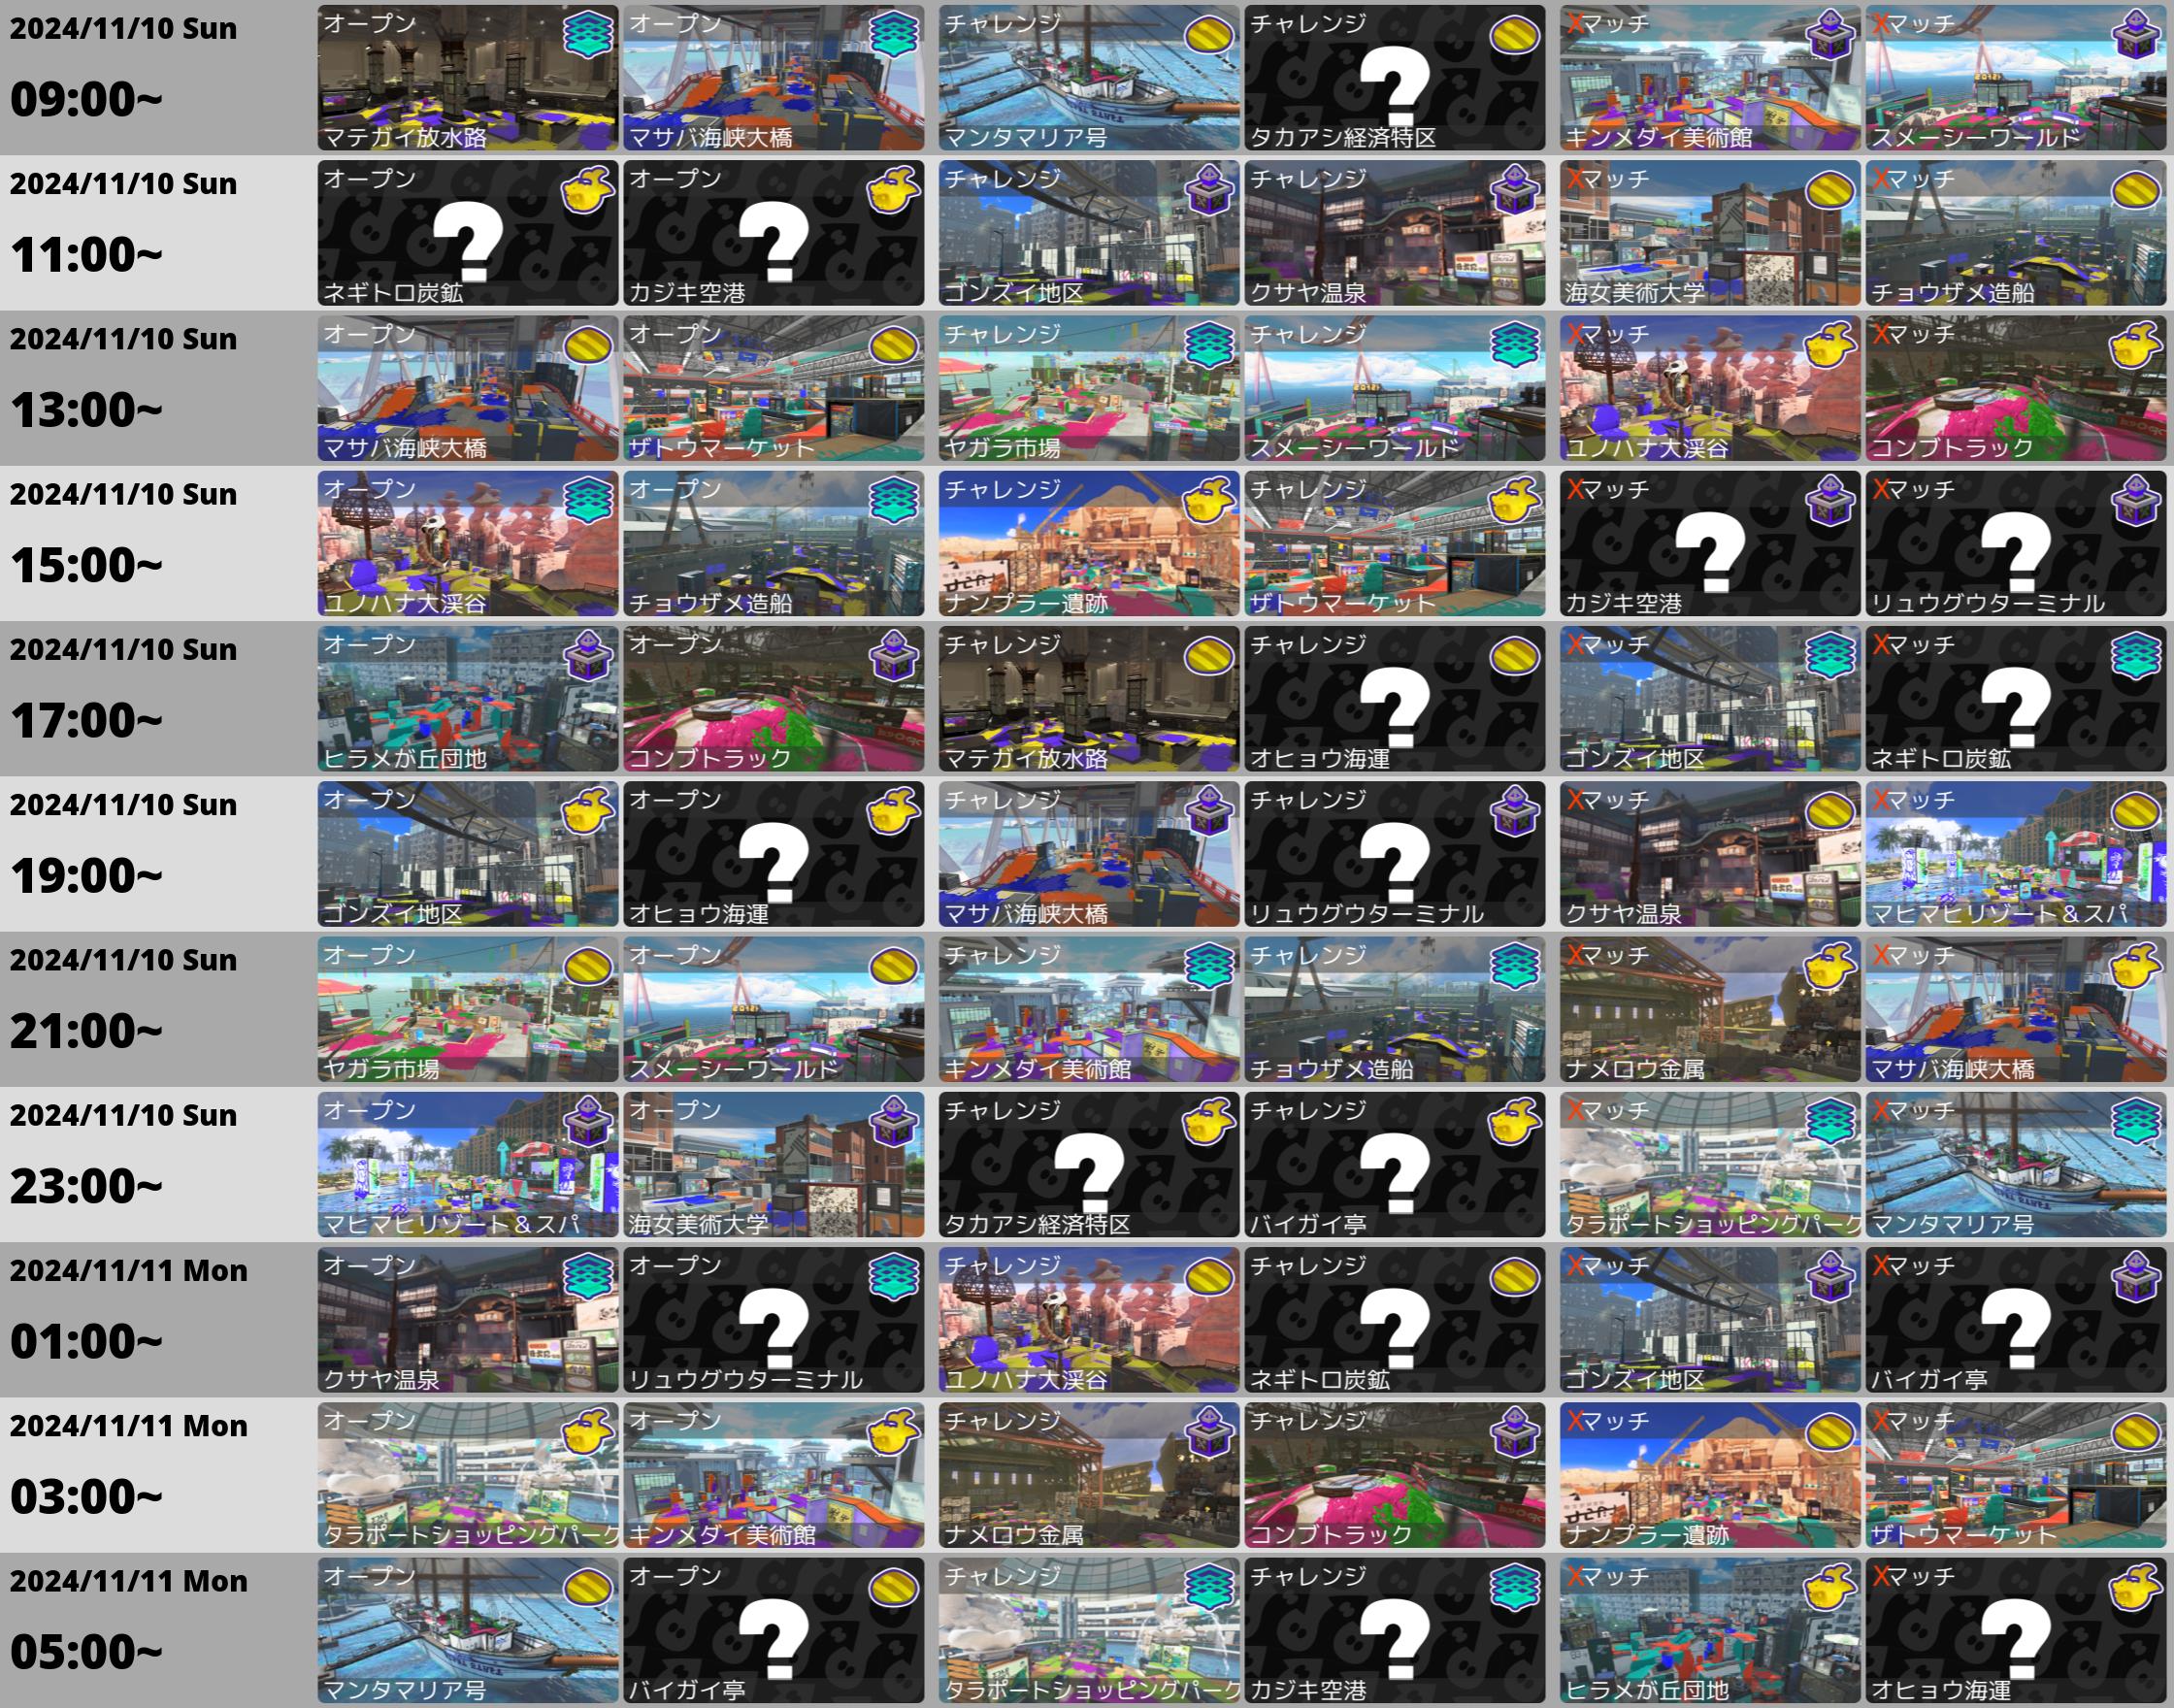 2024/11/10 Sun
09:00~
オープン オープン チャレンジ チャレンジ Xマッチ Xマッチ
マテガイ放水路 マサバ海峡大橋 マンタマリア号 タカアシ経済特区 キンメダイ美術館 スメーシーワールド
2024/11/10 Sun
11:00~
オープン オープン チャレンジ チャレンジ Xマッチ Xマッチ
ネギトロ炭鉱 カジキ空港 ゴンズイ地区 クサヤ温泉 海女美術大学 チョウザメ造船
2024/11/10 Sun
13:00~
オープン オープン チャレンジ チャレンジ Xマッチ Xマッチ
マサバ海峡大橋 ザトウマーケット ヤガラ市場 スメーシーワールド ユノハナ大渓谷 コンブトラック
2024/11/10 Sun
15:00~
オープン オープン チャレンジ チャレンジ Xマッチ Xマッチ
ユノハナ大渓谷 チョウザメ造船 ナンプラー遺跡 ザトウマーケット カジキ空港 リュウグウターミナル
2024/11/10 Sun
17:00~
オープン オープン チャレンジ チャレンジ Xマッチ Xマッチ
ヒラメが丘団地 コンブトラック マテガイ放水路 オヒョウ海運 ゴンズイ地区 ネギトロ炭鉱
2024/11/10 Sun
19:00~
オープン オープン チャレンジ チャレンジ Xマッチ Xマッチ
ゴンズイ地区 オヒョウ海運 マサバ海峡大橋 リュウグウターミナル クサヤ温泉 マヒマヒリゾート＆スパ
2024/11/10 Sun
21:00~
オープン オープン チャレンジ チャレンジ Xマッチ Xマッチ
ヤガラ市場 スメーシーワールド キンメダイ美術館 チョウザメ造船 ナメロウ金属 マサバ海峡大橋
2024/11/10 Sun
23:00~
オープン オープン チャレンジ チャレンジ Xマッチ Xマッチ
マヒマヒリゾート＆スパ 海女美術大学 タカアシ経済特区 バイガイ亭 タラポートショッピングパーク マンタマリア号
2024/11/11 Mon
01:00~
オープン オープン チャレンジ チャレンジ Xマッチ Xマッチ
クサヤ温泉 リュウグウターミナル ユノハナ大渓谷 ネギトロ炭鉱 ゴンズイ地区 バイガイ亭
2024/11/11 Mon
03:00~
オープン オープン チャレンジ チャレンジ Xマッチ Xマッチ
タラポートショッピングパーク キンメダイ美術館 ナメロウ金属 コンブトラック ナンプラー遺跡 ザトウマーケット
2024/11/11 Mon
05:00~
オープン オープン チャレンジ チャレンジ Xマッチ Xマッチ
マンタマリア号 バイガイ亭 タラポートショッピングパーク カジキ空港 ヒラメが丘団地 オヒョウ海運